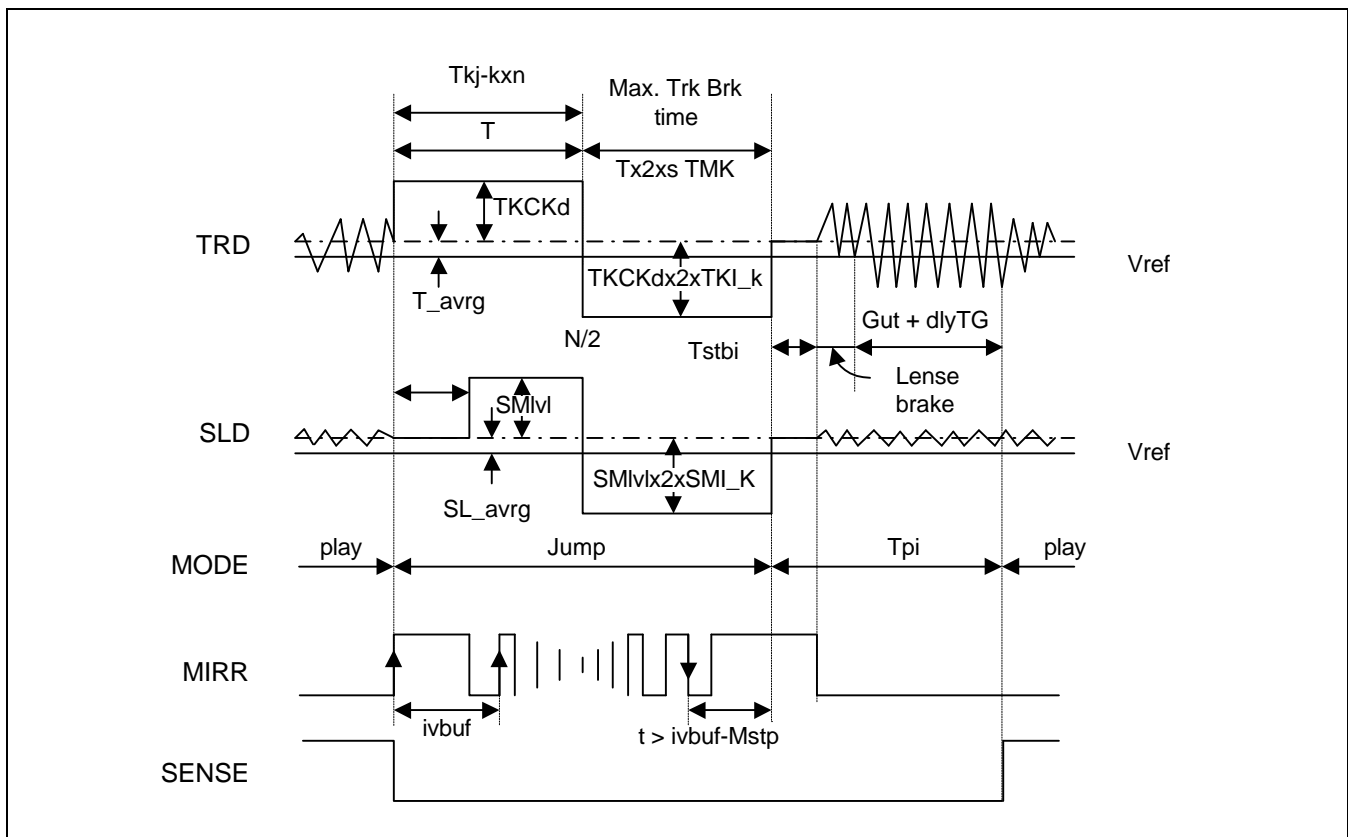 Tkj-kxn
Max. Trk Brk
time
T
Tx2xs TMK
TKCKd
TRD
Vref
T_avrg
TKCKdx2xTKI_k
N/2
Tstbi
Gut + dlyTG
Lense
brake
SMlvl
SLD
Vref
SL_avrg
SMlvlx2xSMI_K
MODE
play
Jump
Tpi
play
MIRR
ivbuf
t > ivbuf-Mstp
SENSE